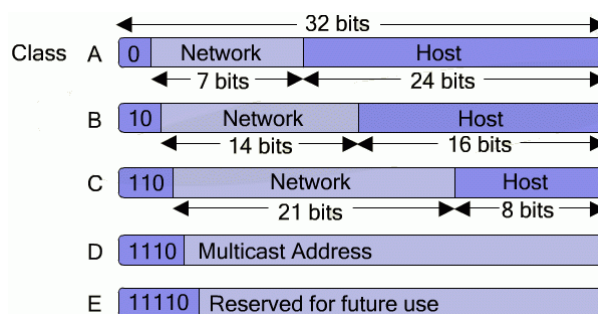 32 bits
Class A 0 Network Host
7 bits 24 bits
B 10 Network Host
14 bits 16 bits
C 110 Network Host
21 bits 8 bits
D 1110 Multicast Address
E 11110 Reserved for future use